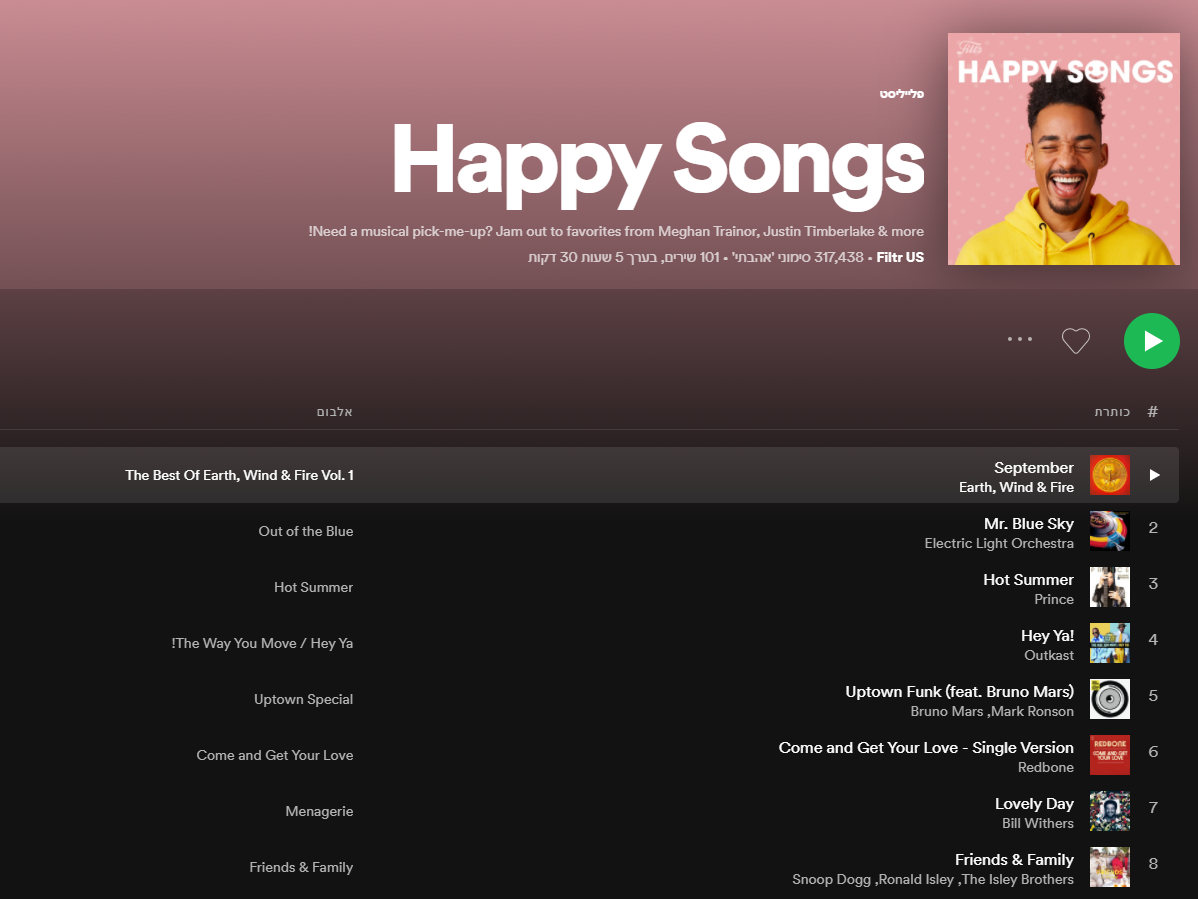 Filtr
HAPPY SONGS
פלייליסט
Happy Songs
!Need a musical pick-me-up? Jam out to favorites from Meghan Trainor, Justin Timberlake & more
Filtr US • 317,438 סימוני 'אהבתי' • 101 שירים, בערך 5 שעות 30 דקות
# כותרת אלבום
September The Best Of Earth, Wind & Fire Vol. 1
Earth, Wind & Fire
2 Mr. Blue Sky Out of the Blue
Electric Light Orchestra
3 Hot Summer Hot Summer
Prince
4 Hey Ya! !The Way You Move / Hey Ya
Outkast
5 Uptown Funk (feat. Bruno Mars) Uptown Special
Bruno Mars ,Mark Ronson
6 Come and Get Your Love - Single Version Come and Get Your Love
Redbone
REDBONE
COME AND GET
YOUR LOVE
7 Lovely Day Menagerie
Bill Withers
8 Friends & Family Friends & Family
Snoop Dogg ,Ronald Isley ,The Isley Brothers